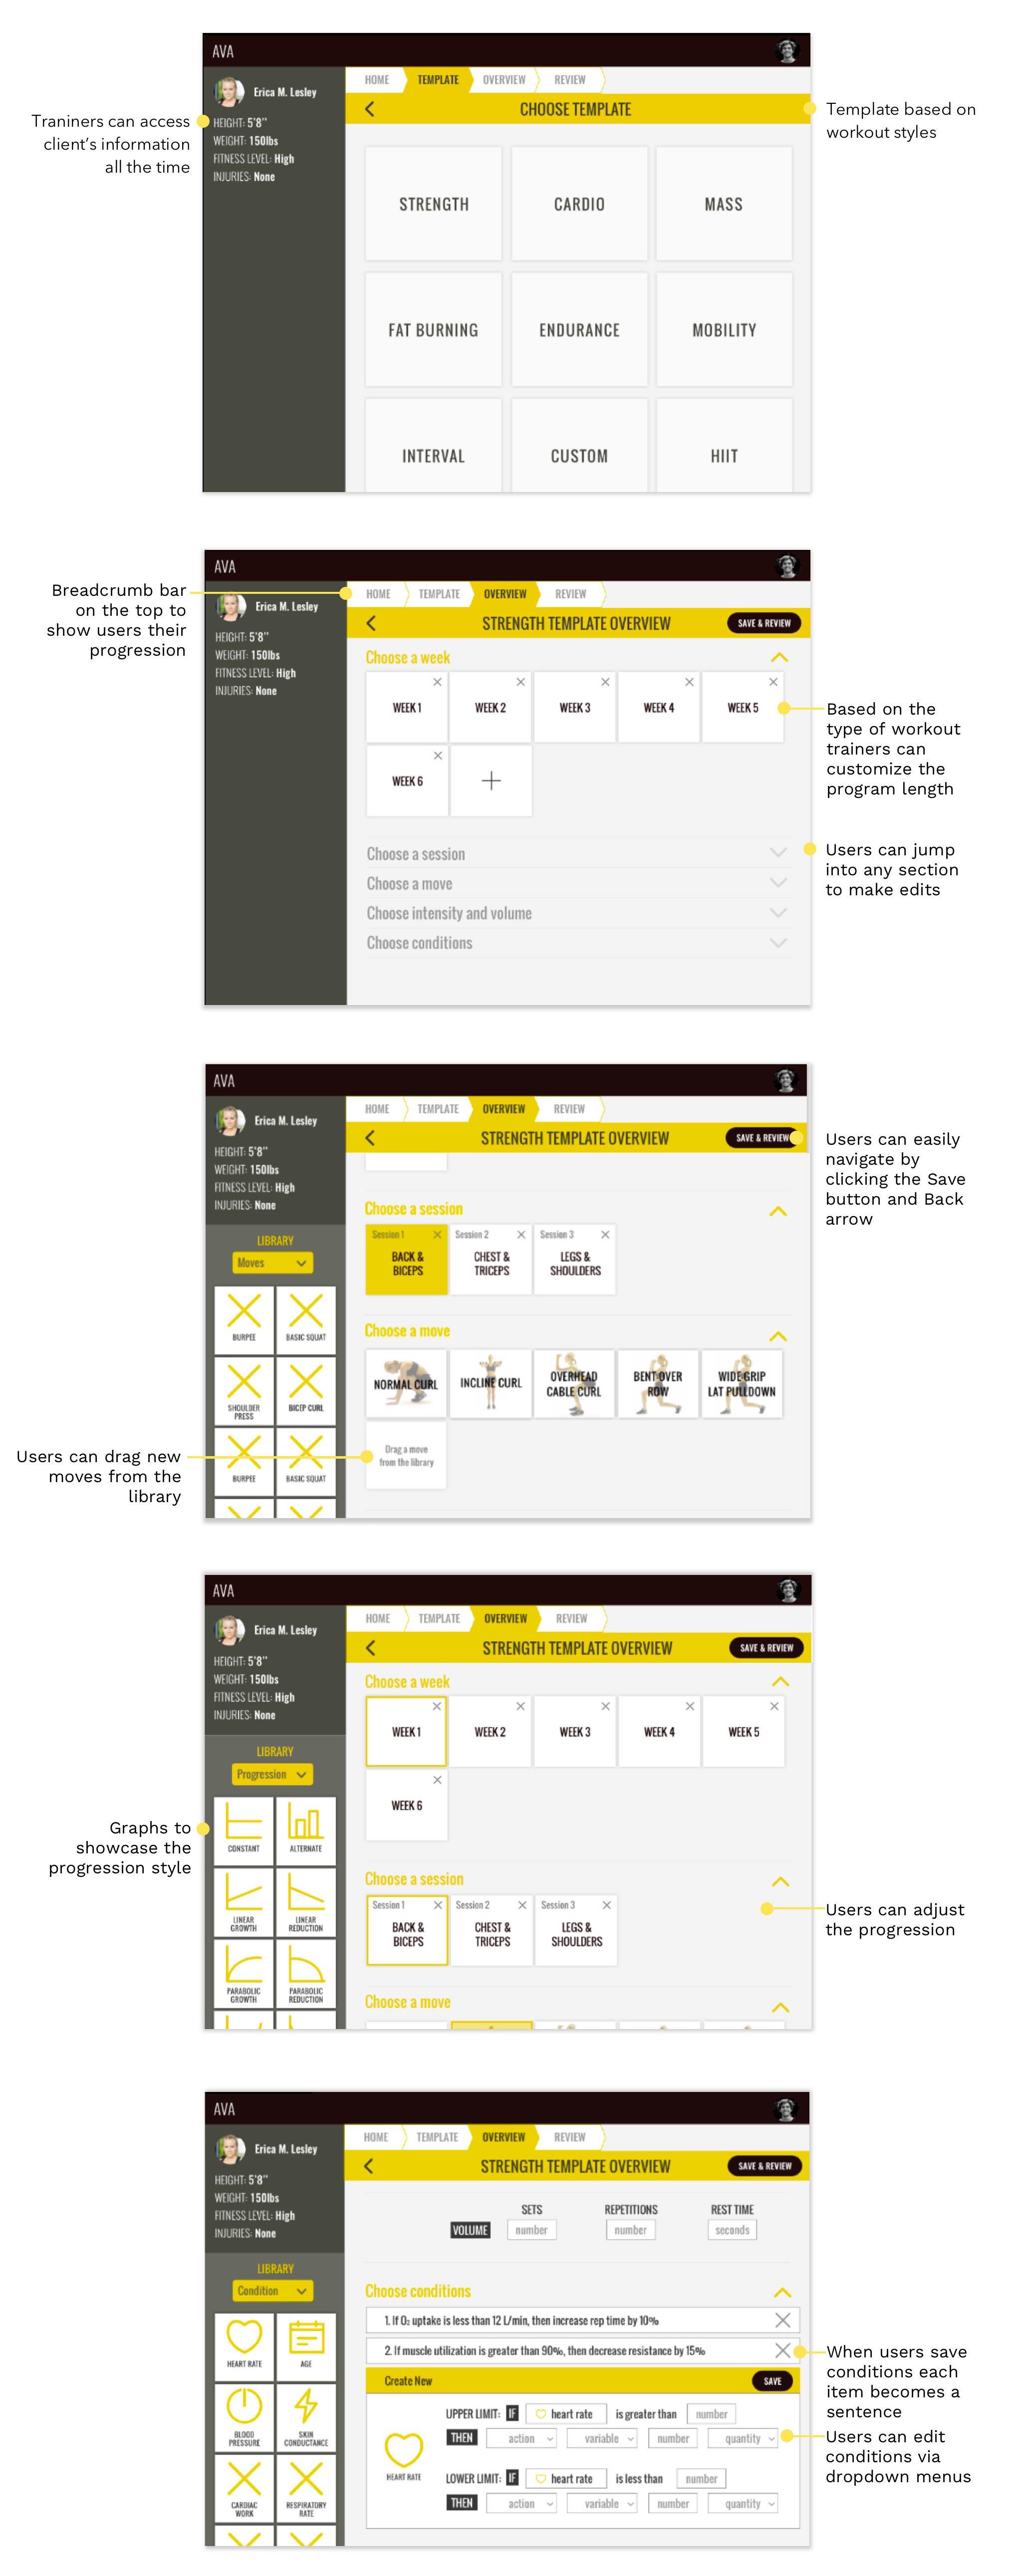 AVA
Erica M. Lesley
HEIGHT: 5'8"
WEIGHT: 150lbs
FITNESS LEVEL: High
INJURIES: None
Traniners can access
client's information
all the time
HOME TEMPLATE OVERVIEW REVIEW
CHOOSE TEMPLATE
Template based on
workout styles
STRENGTH CARDIO MASS
FAT BURNING ENDURANCE MOBILITY
INTERVAL CUSTOM HIIT
AVA
Breadcrumb bar
on the top to
show users their
progression
Erica M. Lesley
HEIGHT: 5'8"
WEIGHT: 150lbs
FITNESS LEVEL: High
INJURIES: None
HOME TEMPLATE OVERVIEW REVIEW
STRENGTH TEMPLATE OVERVIEW SAVE & REVIEW
Choose a week
WEEK 1 WEEK 2 WEEK 3 WEEK 4 WEEK 5
WEEK 6
Based on the
type of workout
trainers can
customize the
program length
Choose a session
Choose a move
Choose intensity and volume
Choose conditions
Users can jump
into any section
to make edits
AVA
Erica M. Lesley
HEIGHT: 5'8"
WEIGHT: 150lbs
FITNESS LEVEL: High
INJURIES: None
LIBRARY
Moves
BURPEE BASIC SQUAT
SHOULDER PRESS BICEP CURL
BURPEE BASIC SQUAT
HOME TEMPLATE OVERVIEW REVIEW
STRENGTH TEMPLATE OVERVIEW SAVE & REVIEW
Users can easily
navigate by
clicking the Save
button and Back
arrow
Choose a session
Session 1 Session 2 Session 3
BACK & CHEST & LEGS &
BICEPS TRICEPS SHOULDERS
Choose a move
NORMAL CURL INCLINE CURL OVERHEAD CABLE CURL BENT OVER ROW WIDE GRIP LAT PULLDOWN
Drag a move
from the library
Users can drag new
moves from the
library
AVA
Erica M. Lesley
HEIGHT: 5'8"
WEIGHT: 150lbs
FITNESS LEVEL: High
INJURIES: None
LIBRARY
Progression
CONSTANT ALTERNATE
LINEAR GROWTH LINEAR REDUCTION
PARABOLIC GROWTH PARABOLIC REDUCTION
Graphs to
showcase the
progression style
HOME TEMPLATE OVERVIEW REVIEW
STRENGTH TEMPLATE OVERVIEW SAVE & REVIEW
Choose a week
WEEK 1 WEEK 2 WEEK 3 WEEK 4 WEEK 5
WEEK 6
Choose a session
Session 1 Session 2 Session 3
BACK & CHEST & LEGS &
BICEPS TRICEPS SHOULDERS
Choose a move
Users can adjust
the progression
AVA
Erica M. Lesley
HEIGHT: 5'8"
WEIGHT: 150lbs
FITNESS LEVEL: High
INJURIES: None
LIBRARY
Condition
HEART RATE AGE
BLOOD PRESSURE SKIN CONDUCTANCE
CARDIAC WORK RESPIRATORY RATE
HOME TEMPLATE OVERVIEW REVIEW
STRENGTH TEMPLATE OVERVIEW SAVE & REVIEW
SETS REPETITIONS REST TIME
VOLUME number number seconds
Choose conditions
1. If O₂ uptake is less than 12 L/min, then increase rep time by 10%
2. If muscle utilization is greater than 90%, then decrease resistance by 15%
Create New SAVE
UPPER LIMIT: IF heart rate is greater than number
THEN action variable number quantity
HEART RATE
LOWER LIMIT: IF heart rate is less than number
THEN action variable number quantity
When users save
conditions each
item becomes a
sentence
Users can edit
conditions via
dropdown menus